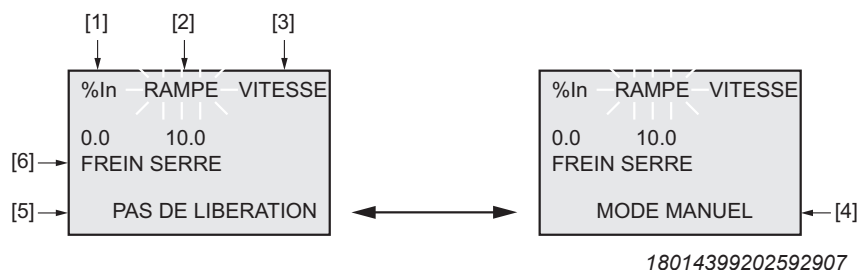 [1] [2] [3]
%In RAMPE VITESSE
0.0 10.0
[6] FREIN SERRE
[5] PAS DE LIBERATION
%In RAMPE VITESSE
0.0 10.0
FREIN SERRE
MODE MANUEL [4]
18014399202592907